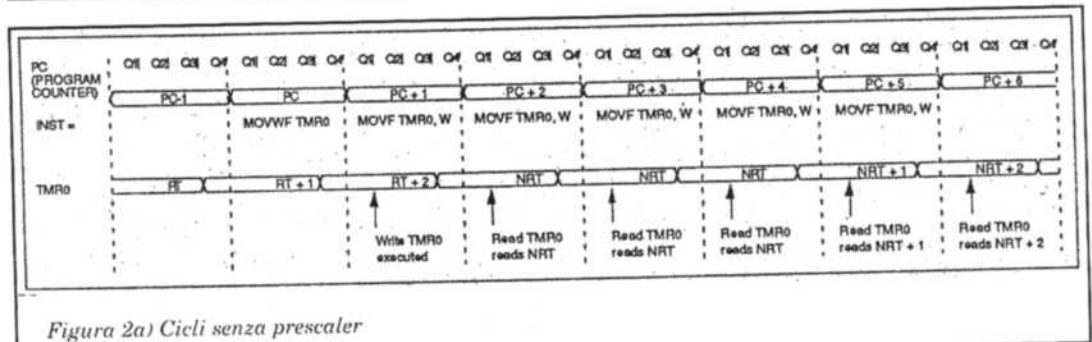 PC (PROGRAM COUNTER)
Q1 Q2 Q3 Q4 Q1 Q2 Q3 Q4 Q1 Q2 Q3 Q4 Q1 Q2 Q3 Q4 Q1 Q2 Q3 Q4 Q1 Q2 Q3 Q4 Q1 Q2 Q3 Q4 Q1 Q2 Q3 Q4
PC-1 PC PC + 1 PC + 2 PC + 3 PC + 4 PC + 5 PC + 6
INST = MOVWF TMR0 MOVF TMR0, W MOVF TMR0, W MOVF TMR0, W MOVF TMR0, W MOVF TMR0, W
TMR0 RT RT + 1 RT + 2 NRT NRT NRT NRT + 1 NRT + 2
Write TMR0 executed
Read TMR0 reads NRT
Read TMR0 reads NRT
Read TMR0 reads NRT
Read TMR0 reads NRT + 1
Read TMR0 reads NRT + 2
Figura 2a) Cicli senza prescaler